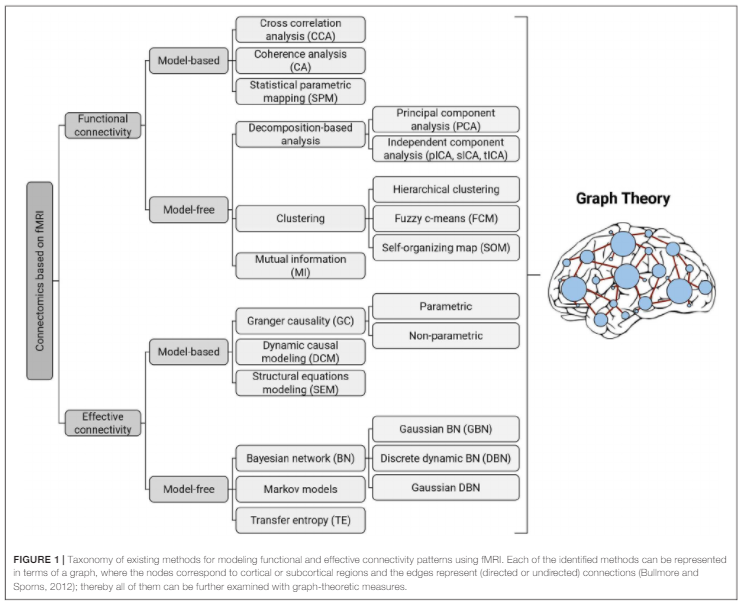 Cross correlation
analysis (CCA)
Model-based
Coherence analysis
(CA)
Statistical parametric
mapping (SPM)
Functional
connectivity
Principal component
analysis (PCA)
Decomposition-based
analysis
Independent component
analysis (pICA, sICA, tICA)
Hierarchical clustering
Model-free
Clustering
Fuzzy c-means (FCM)
Self-organizing map (SOM)
Mutual information
(MI)
Connectomics based on fMRI
Graph Theory
Parametric
Granger causality (GC)
Non-parametric
Model-based
Dynamic causal
modeling (DCM)
Structural equations
modeling (SEM)
Effective
connectivity
Gaussian BN (GBN)
Bayesian network (BN)
Discrete dynamic BN (DBN)
Model-free
Markov models
Gaussian DBN
Transfer entropy (TE)
FIGURE 1 | Taxonomy of existing methods for modeling functional and effective connectivity patterns using fMRI. Each of the identified methods can be represented
in terms of a graph, where the nodes correspond to cortical or subcortical regions and the edges represent (directed or undirected) connections (Bullmore and
Sporns, 2012); thereby all of them can be further examined with graph-theoretic measures.